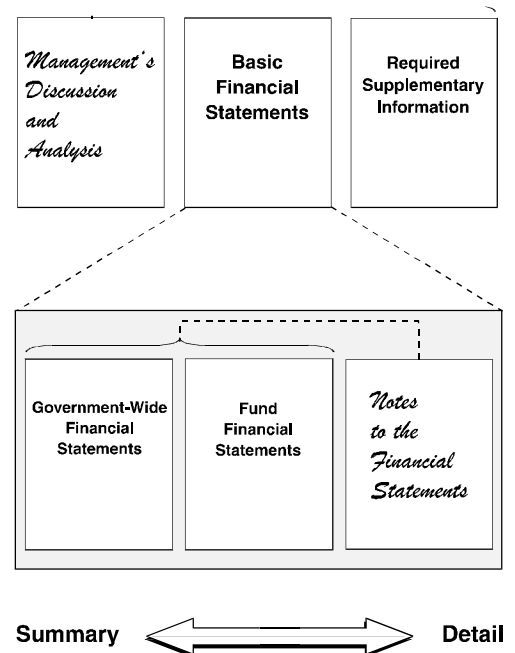 Management's
Discussion
and
Analysis
Basic
Financial
Statements
Required
Supplementary
Information
Government-Wide
Financial
Statements
Fund
Financial
Statements
Notes
to the
Financial
Statements
Summary
Detail